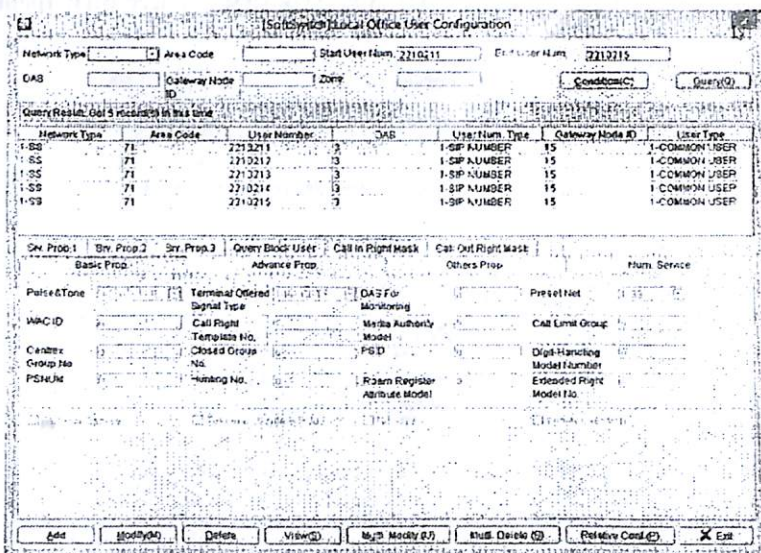 [SoftSwitch]Local Office User Configuration
Network Type Area Code Start User Num. 2210211 End User Num. 2210215
DAS Gateway Node ID Zone Condition(C) Query(Q)
Query Result: Get 5 record(s) in this time
Network Type Area Code User Number DAS User Num. Type Gateway Node ID User Type
1-SS 71 2210211 3 1-SIP NUMBER 15 1-COMMON USER
1-SS 71 2210212 3 1-SIP NUMBER 15 1-COMMON USER
1-SS 71 2210213 3 1-SIP NUMBER 15 1-COMMON USER
1-SS 71 2210214 3 1-SIP NUMBER 15 1-COMMON USER
1-SS 71 2210215 3 1-SIP NUMBER 15 1-COMMON USER
Srv. Prop.1 Srv. Prop.2 Srv. Prop.3 Query Block User Call In Right Mask Call Out Right Mask
Basic Prop. Advance Prop. Others Prop. Num. Service
Pulse&Tone Terminal Offered Signal Type DAS For Monitoring Preset Net
WAC ID Call Right Template No. Media Authority Model Call Limit Group
Centrex Group No Closed Group No. PSID Digit-Handling Model Number
PSNUM Hunting No. Roam Register Attribute Model Extended Right Model No.
Add Modify(M) Delete View(S) Multi. Modify (U) Multi. Delete (G) Relative Conf.(P) Exit